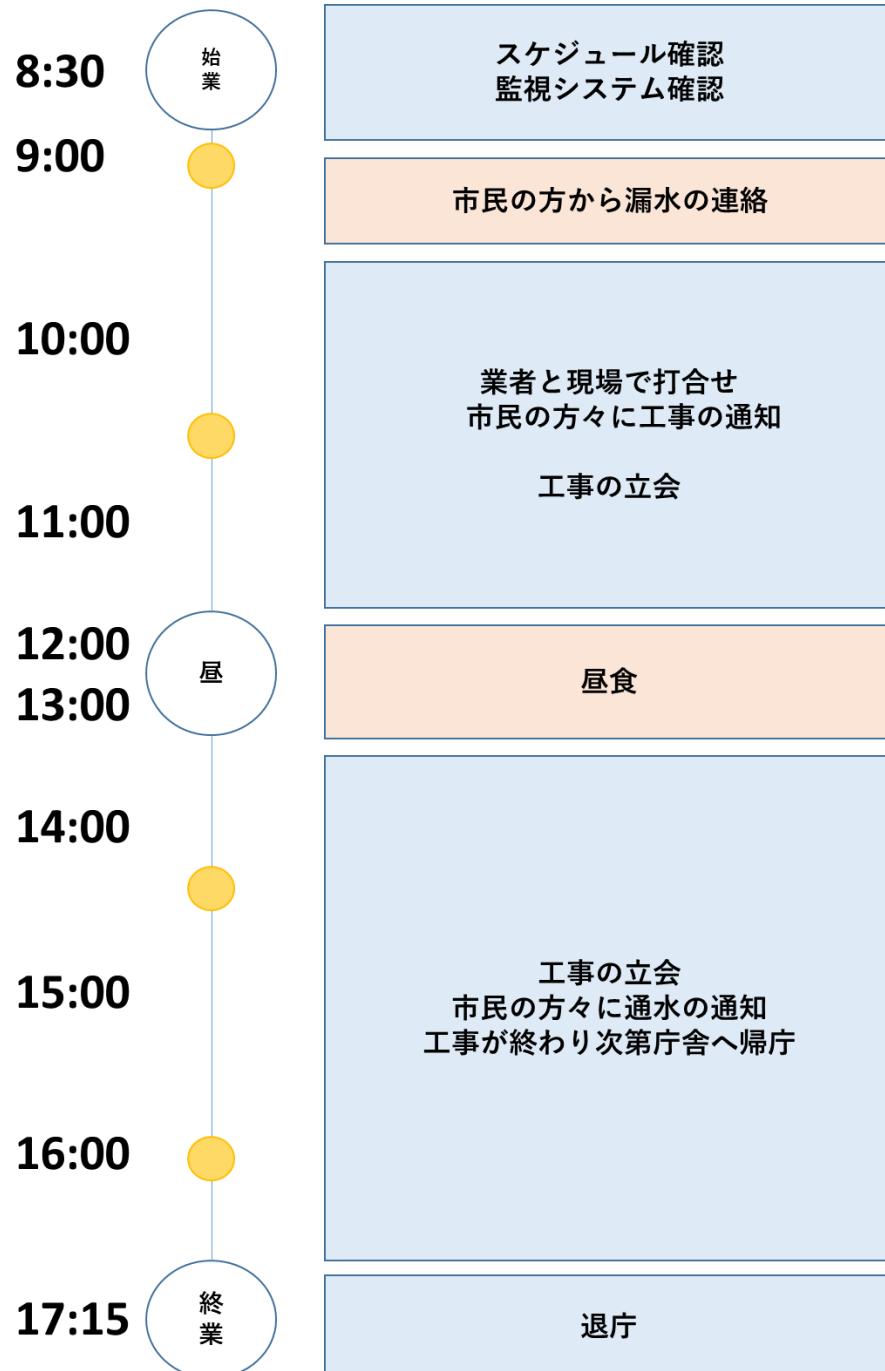 8:30
始業
スケジュール確認
監視システム確認
9:00
市民の方から漏水の連絡
10:00
業者と現場で打合せ
市民の方々に工事の通知
工事の立会
11:00
12:00
13:00
昼
昼食
14:00
15:00
工事の立会
市民の方々に通水の通知
工事が終わり次第庁舎へ帰庁
16:00
17:15
終業
退庁